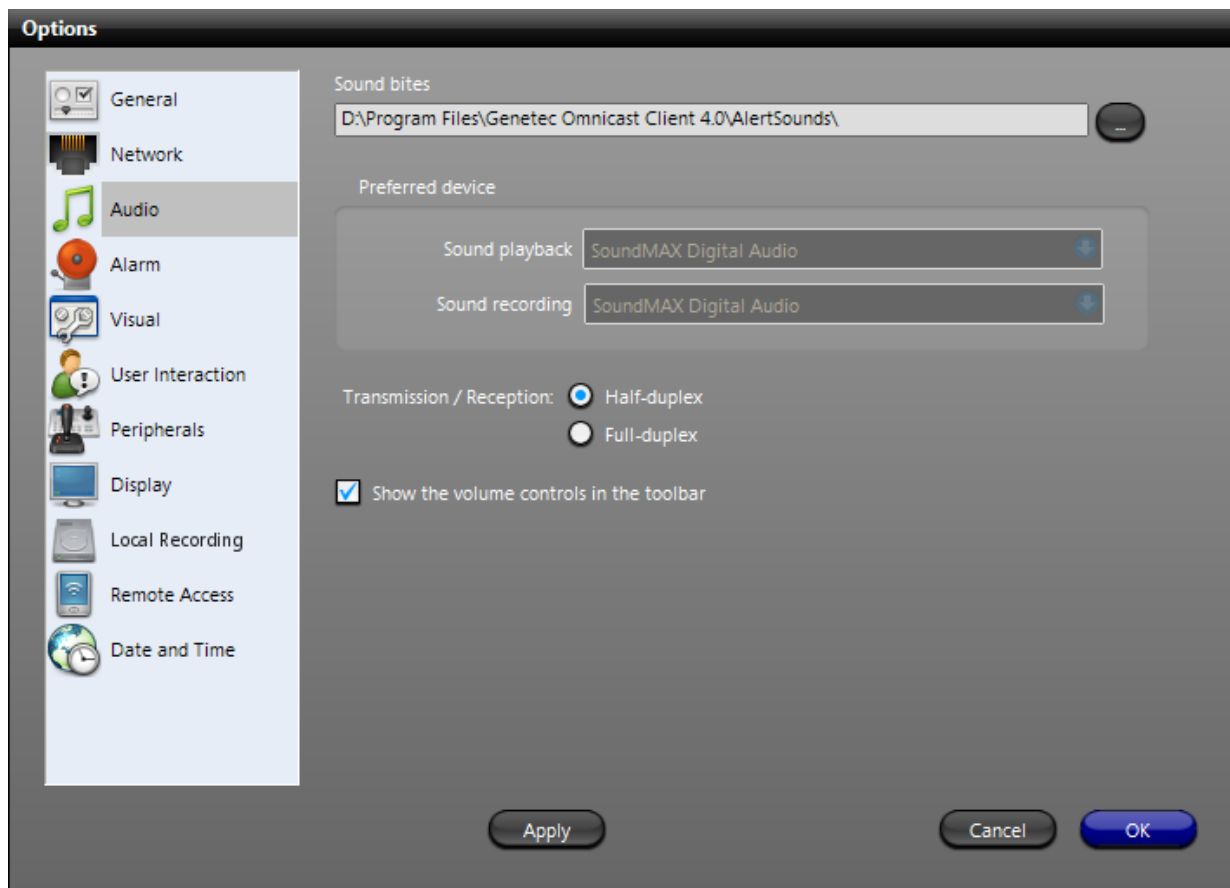 Options
General
Network
Audio
Alarm
Visual
User Interaction
Peripherals
Display
Local Recording
Remote Access
Date and Time
Sound bites
D:\Program Files\Genetec Omnicast Client 4.0\AlertSounds\
...
Preferred device
Sound playback SoundMAX Digital Audio
Sound recording SoundMAX Digital Audio
Transmission / Reception: Half-duplex
Full-duplex
Show the volume controls in the toolbar
Apply Cancel OK